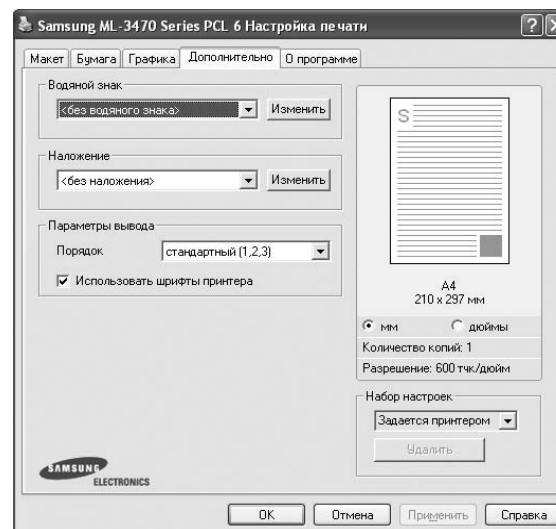 Samsung ML-3470 Series PCL 6 Настройка печати
Макет Бумага Графика Дополнительно О программе
Водяной знак
<без водяного знака> Изменить
Наложение
<без наложения> Изменить
Параметры вывода
Порядок стандартный (1,2,3)
Использовать шрифты принтера
S
A4
210 x 297 мм
мм дюймы
Количество копий: 1
Разрешение: 600 тчк/дюйм
Набор настроек
Задается принтером
Удалить
SAMSUNG
ELECTRONICS
OK Отмена Применить Справка